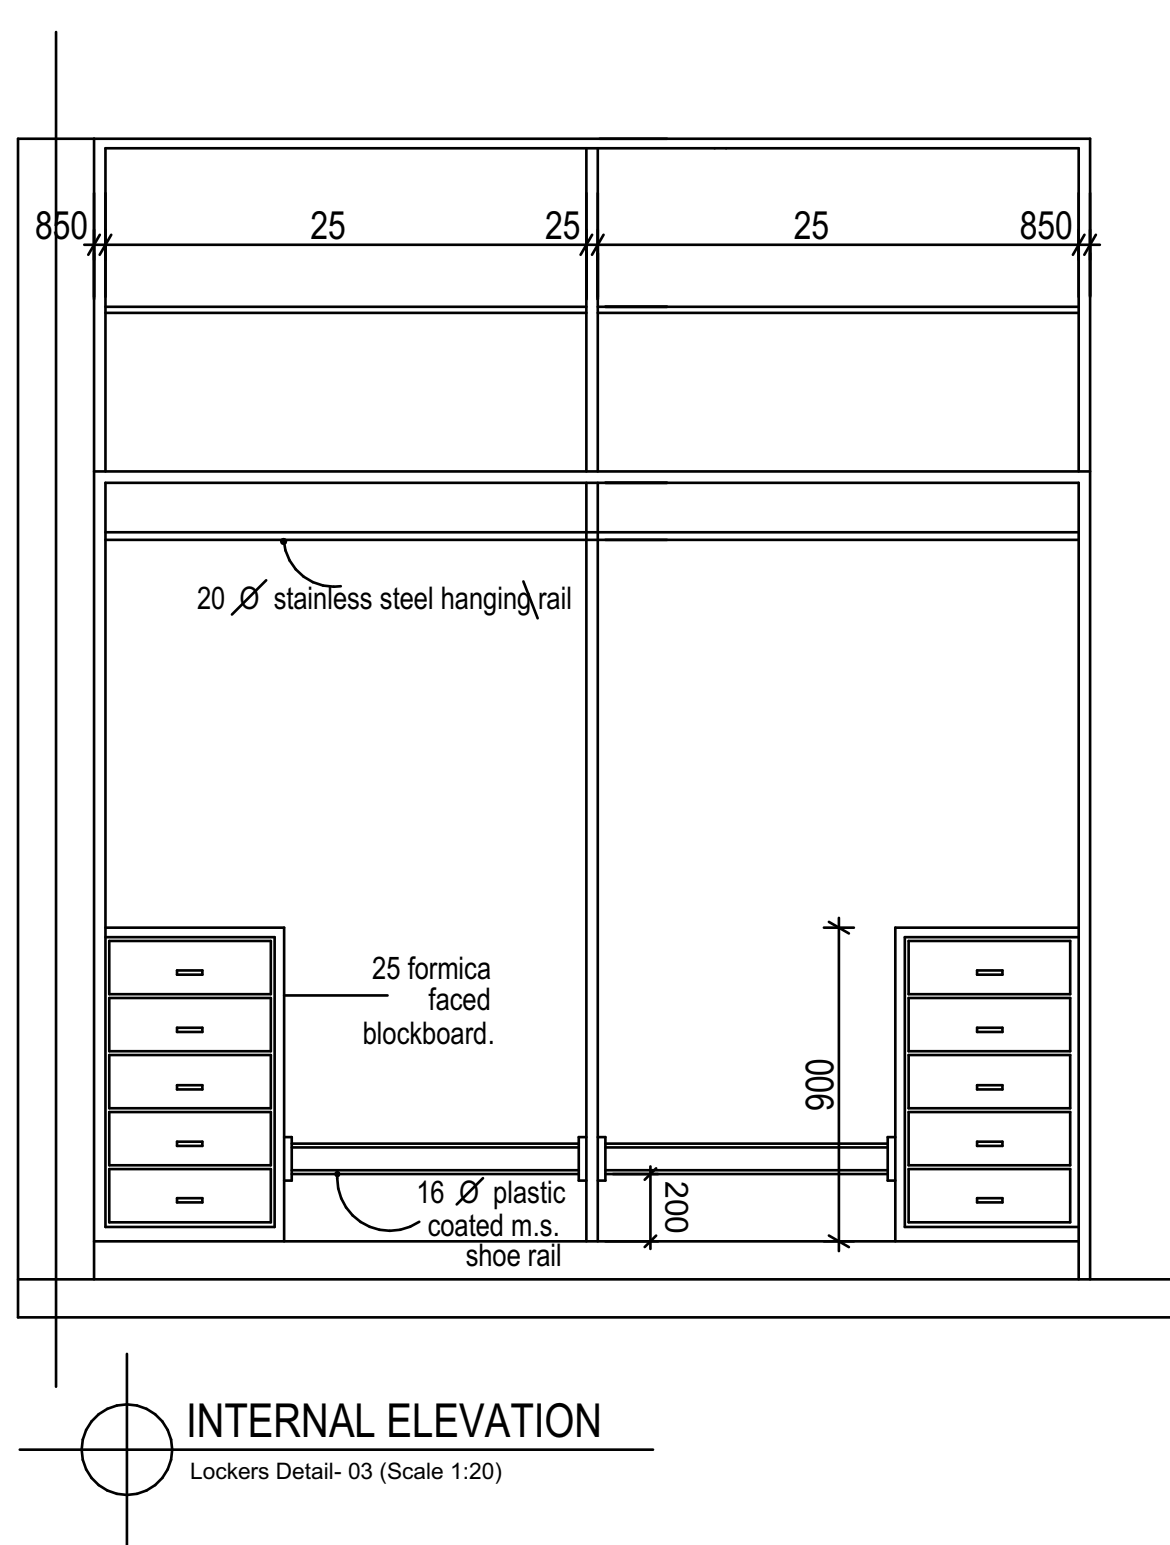 850 25 25 25 850
20 Ø stainless steel hanging rail
25 formica
faced
blockboard.
900
16 Ø plastic
coated m.s.
shoe rail
200
INTERNAL ELEVATION
Lockers Detail- 03 (Scale 1:20)